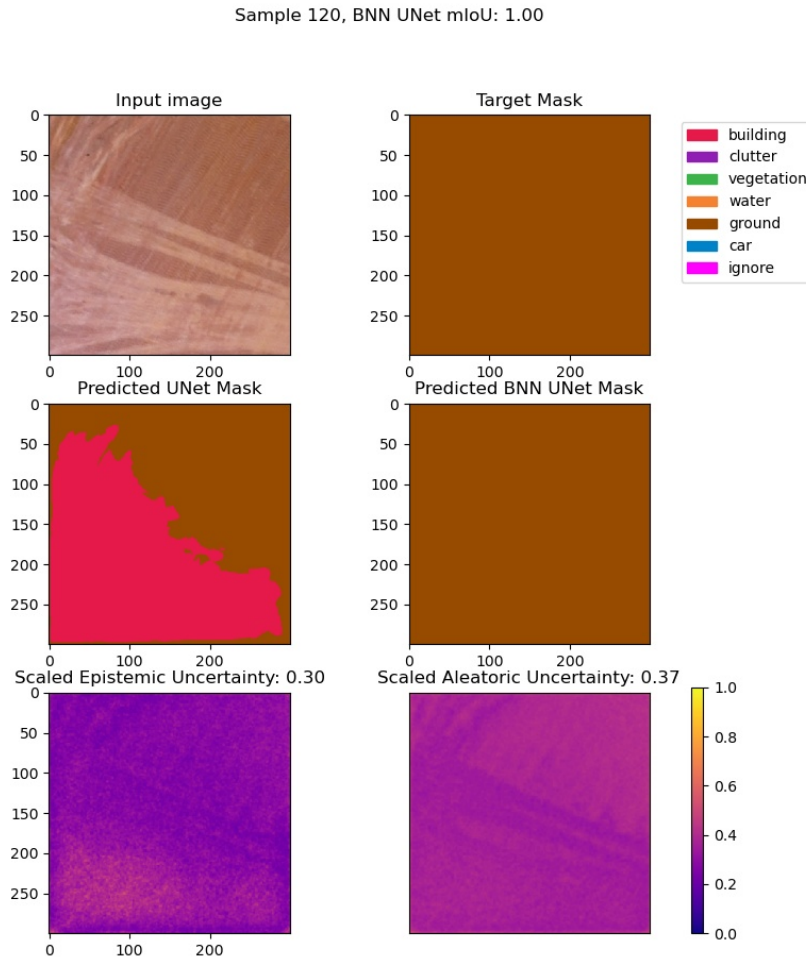 Sample 120, BNN UNet mIoU: 1.00
Input image
Target Mask
0
50
100
150
200
250
0 100 200
0
50
100
150
200
250
0 100 200
building
clutter
vegetation
water
ground
car
ignore
Predicted UNet Mask
Predicted BNN UNet Mask
0
50
100
150
200
250
0 100 200
0
50
100
150
200
250
0 100 200
Scaled Epistemic Uncertainty: 0.30
Scaled Aleatoric Uncertainty: 0.37
0
50
100
150
200
250
0 100 200
1.0
0.8
0.6
0.4
0.2
0.0